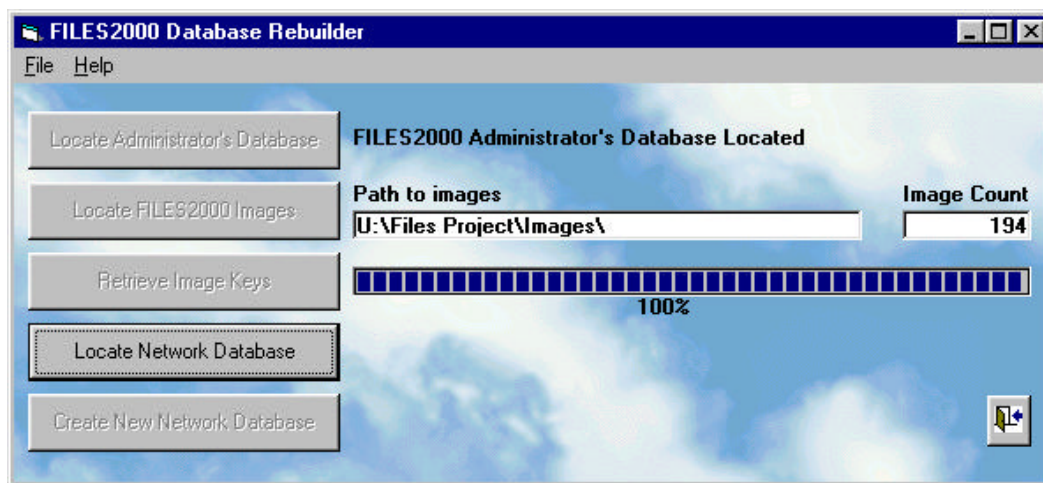 FILES2000 Database Rebuilder
File Help
Locate Administrator's Database
FILES2000 Administrator's Database Located
Locate FILES2000 Images
Path to images
Image Count
U:\Files Project\Images\
194
Retrieve Image Keys
100%
Locate Network Database
Create New Network Database